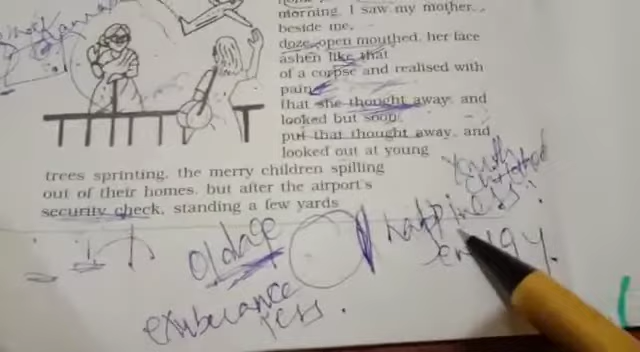 morning, I saw my mother,
beside me,
doze, open mouthed, her face
ashen like that
of a corpse and realised with
pain
that she thought away, and
looked but soon
put that thought away, and
looked out at young
trees sprinting, the merry children spilling
out of their homes, but after the airport's
security check, standing a few yards
Old age
happiness
exuberance
less.